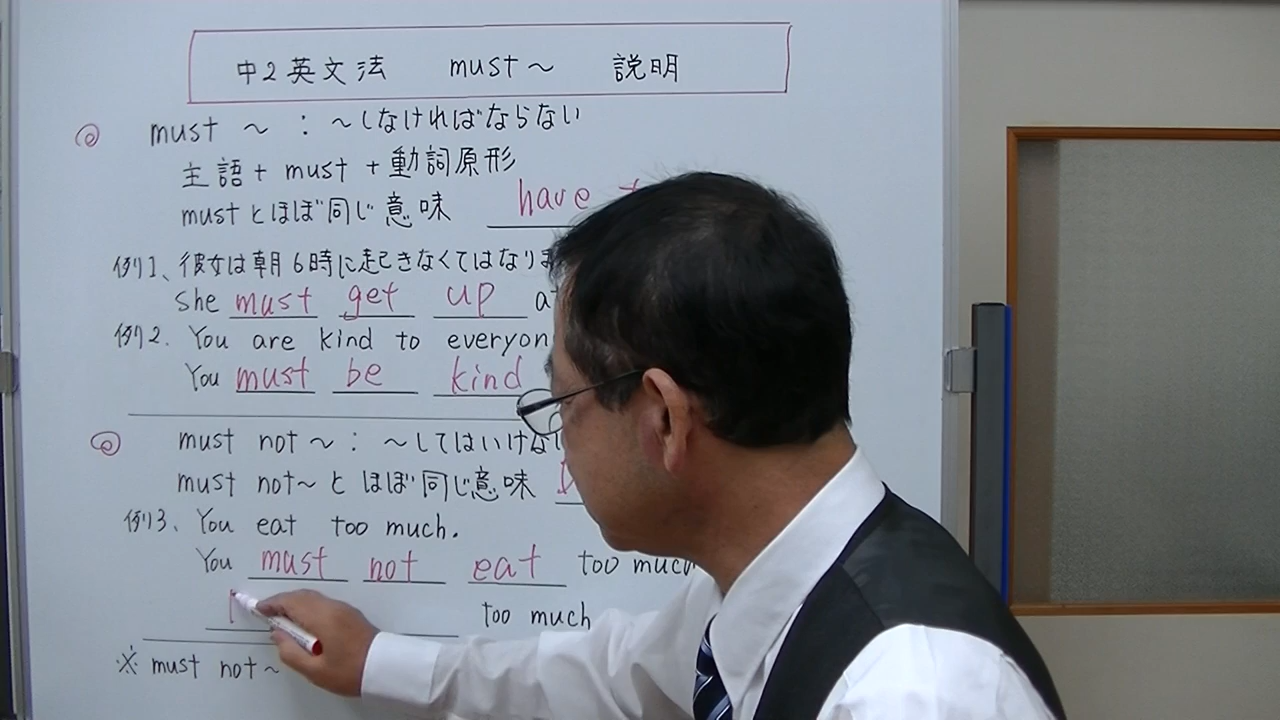 中2英文法 must～ 説明
◎ must ～ : ～しなければならない
主語 + must + 動詞原形
mustとほぼ同じ意味 have
例1、彼女は朝6時に起きなくてはなりま
She must get up
例2. You are kind to everyon
You must be kind
◎ must not ～ : ～してはいけな
must not～ と ほぼ同じ意味
例3、You eat too much.
You must not eat too much
too much
※ must not ～